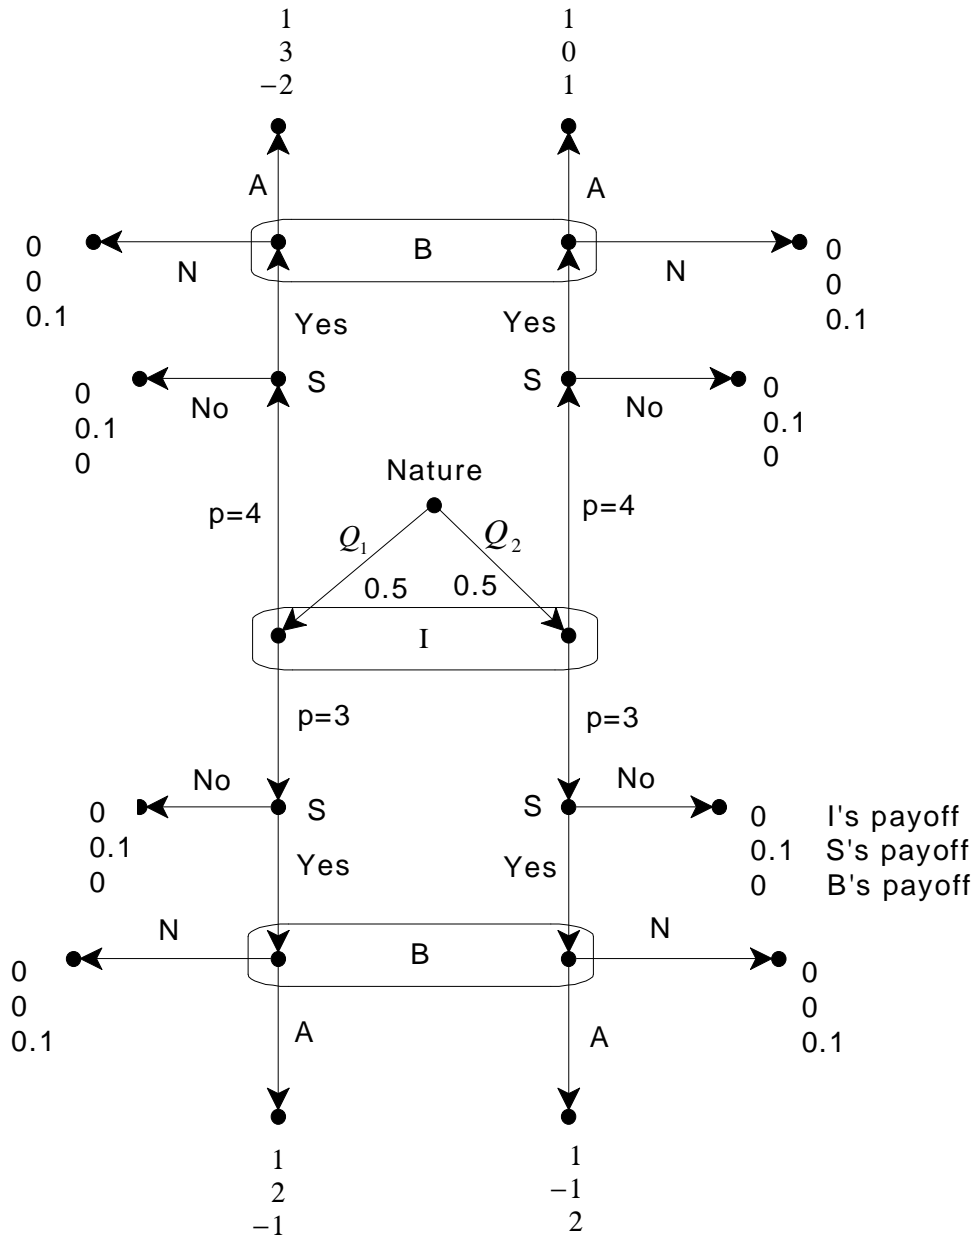 1 1
3 0
−2 1
A A
B
0 N N 0
0 0
0.1 0.1
Yes Yes
S S
0 No No 0
0.1 0.1
0 0
Nature
p=4 p=4
Q1 Q2
0.5 0.5
I
p=3 p=3
No No
0 S S 0 I's payoff
0.1 0.1 S's payoff
0 Yes Yes 0 B's payoff
N B N
0 0
0 0
0.1 0.1
A A
1 1
2 −1
−1 2